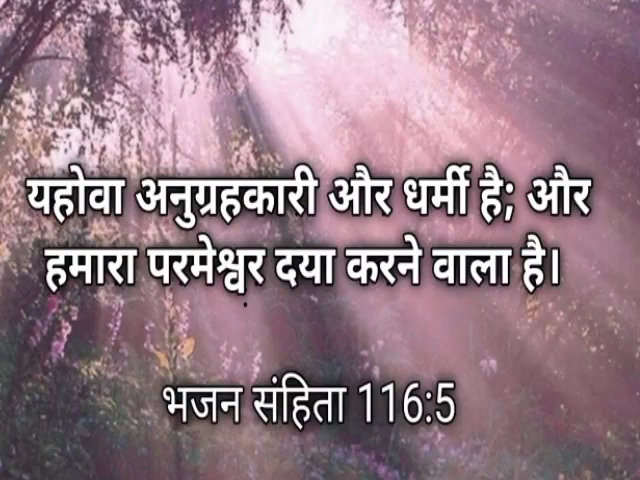 यहोवा अनुग्रहकारी और धर्मी है; और
हमारा परमेश्वर दया करने वाला है।
भजन संहिता 116:5